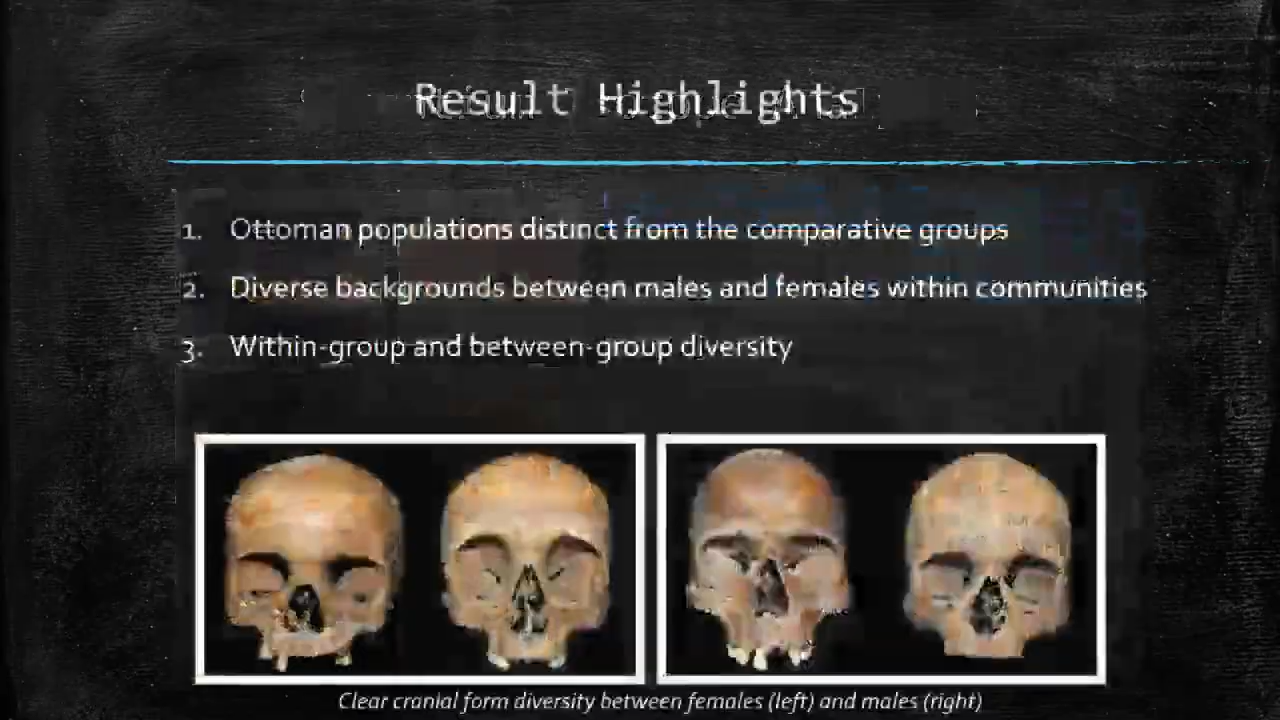 Result Highlights
1. Ottoman populations distinct from the comparative groups
2. Diverse backgrounds between males and females within communities
3. Within-group and between-group diversity
Clear cranial form diversity between females (left) and males (right)